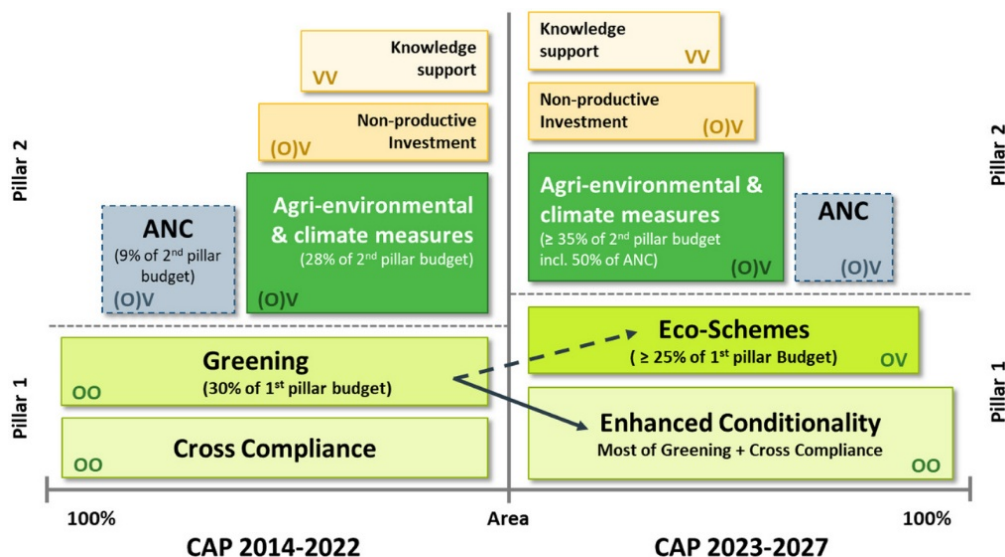 Pillar 2
Knowledge
support
VV
Non-productive
Investment
(O)V
Agri-environmental
& climate measures
(28% of 2nd pillar budget)
(O)V
ANC
(9% of 2nd pillar
budget)
(O)V
Pillar 1
Greening
(30% of 1st pillar budget)
OO
Cross Compliance
OO
Knowledge
support
VV
Non-productive
Investment
(O)V
Agri-environmental &
climate measures
(≥ 35% of 2nd pillar budget
incl. 50% of ANC)
(O)V
ANC
(O)V
Pillar 2
Eco-Schemes
( ≥ 25% of 1st pillar Budget)
OV
Enhanced Conditionality
Most of Greening + Cross Compliance
OO
Pillar 1
100%
Area
100%
CAP 2014-2022
CAP 2023-2027